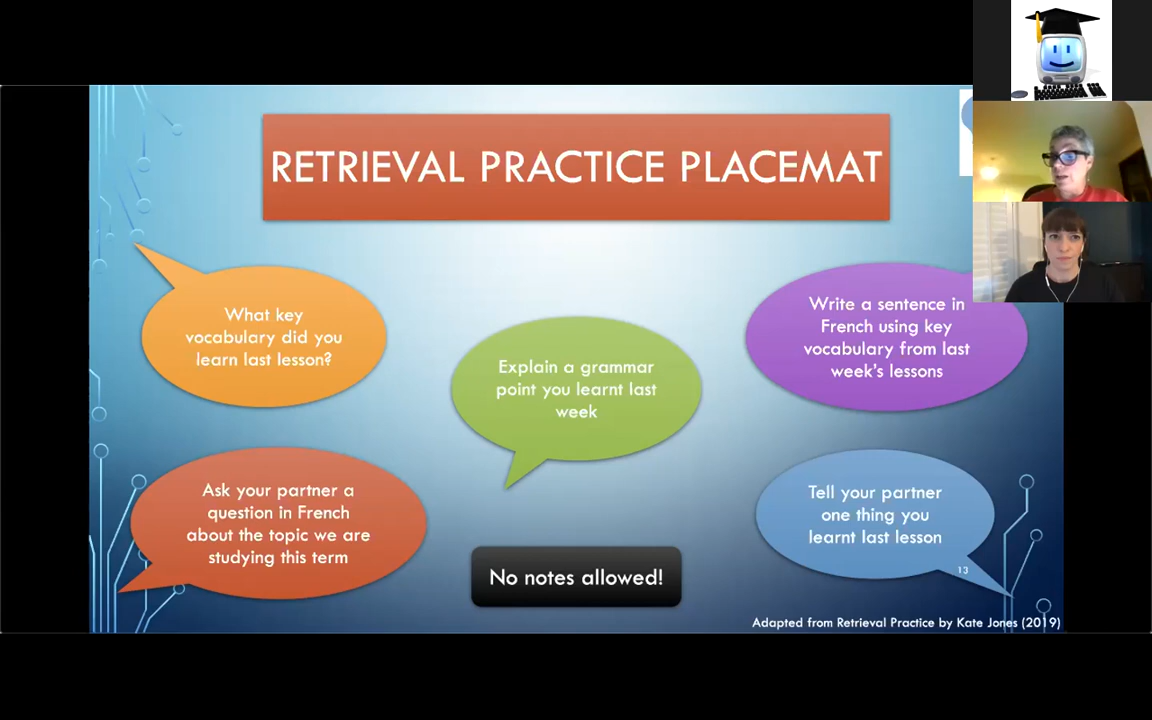 RETRIEVAL PRACTICE PLACEMAT
What key
vocabulary did you
learn last lesson?
Explain a grammar
point you learnt last
week
Write a sentence in
French using key
vocabulary from last
week's lessons
Ask your partner a
question in French
about the topic we are
studying this term
No notes allowed!
Tell your partner
one thing you
learnt last lesson
13
Adapted from Retrieval Practice by Kate Jones (2019)